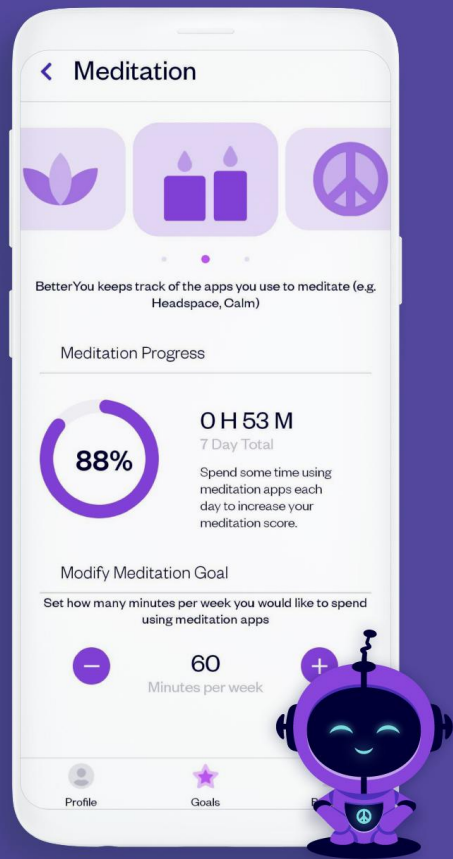 Meditation
BetterYou keeps track of the apps you use to meditate (e.g.
Headspace, Calm)
Meditation Progress
88%
0 H 53 M
7 Day Total
Spend some time using
meditation apps each
day to increase your
meditation score.
Modify Meditation Goal
Set how many minutes per week you would like to spend
using meditation apps
60
Minutes per week
Profile
Goals